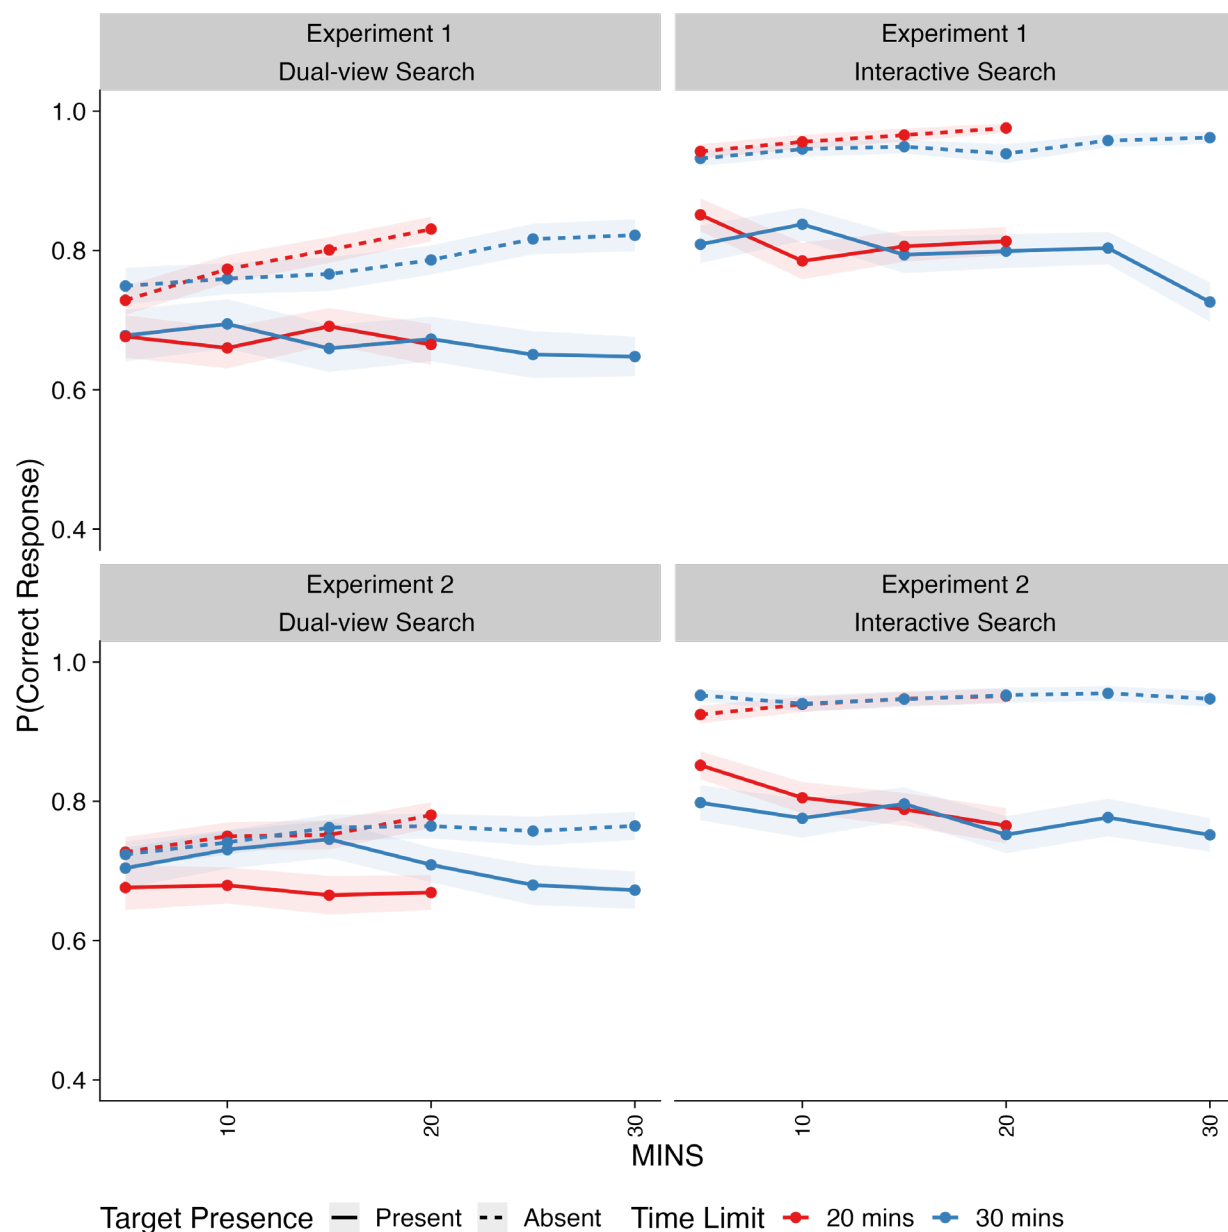 Experiment 1
Dual-view Search
Experiment 1
Interactive Search
1.0
0.8
0.6
0.4
P(Correct Response)
Experiment 2
Dual-view Search
Experiment 2
Interactive Search
1.0
0.8
0.6
0.4
10 20 30 10 20 30
MINS
Target Presence Present Absent Time Limit 20 mins 30 mins